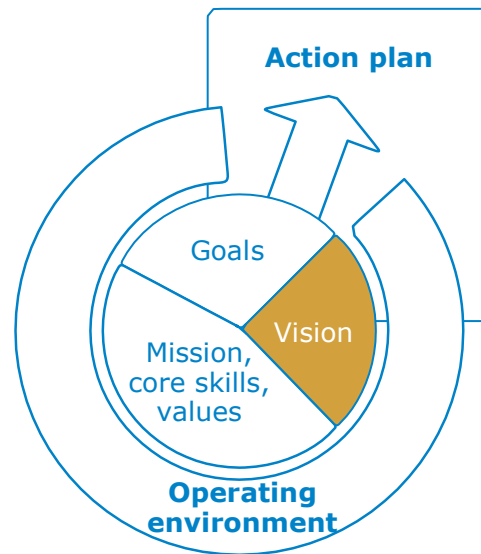 Action plan
Goals
Vision
Mission,
core skills,
values
Operating
environment